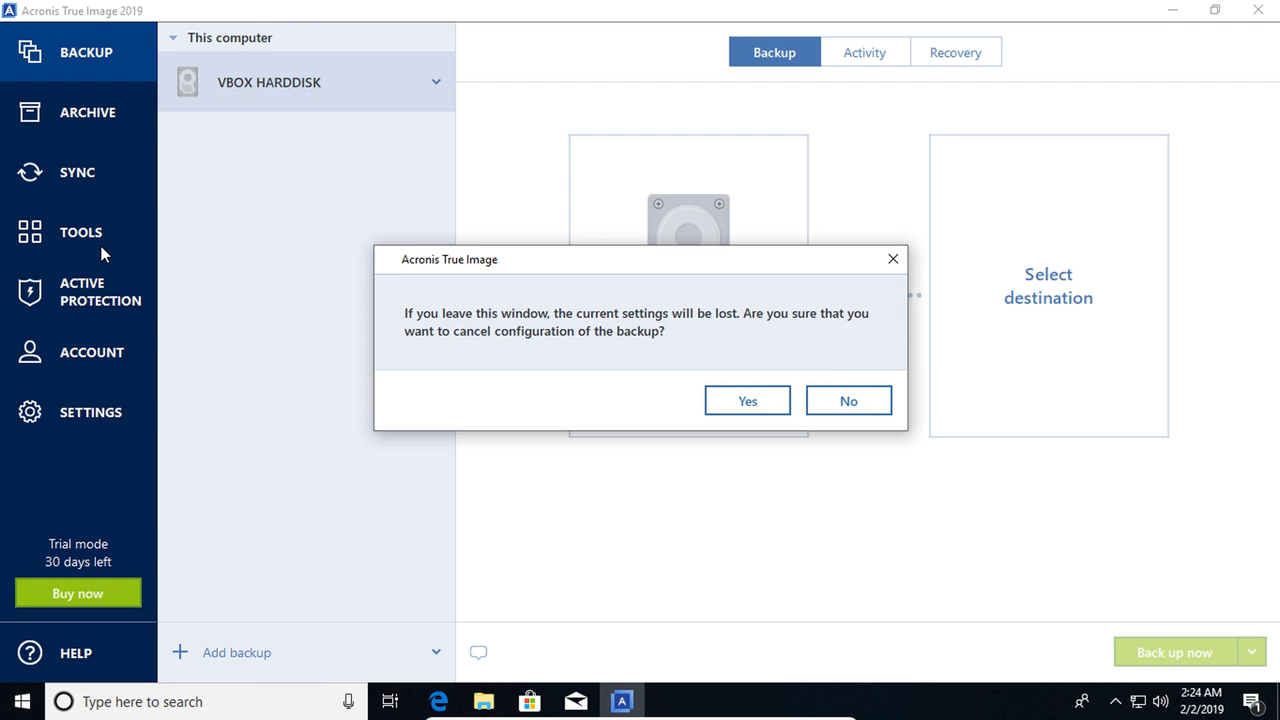 Acronis True Image 2019
BACKUP
ARCHIVE
SYNC
TOOLS
ACTIVE
PROTECTION
ACCOUNT
SETTINGS
Trial mode
30 days left
Buy now
HELP
This computer
VBOX HARDDISK
Add backup
Backup
Activity
Recovery
Select
destination
Acronis True Image
If you leave this window, the current settings will be lost. Are you sure that you
want to cancel configuration of the backup?
Yes
No
Back up now
Type here to search
A
2:24 AM
2/2/2019
1